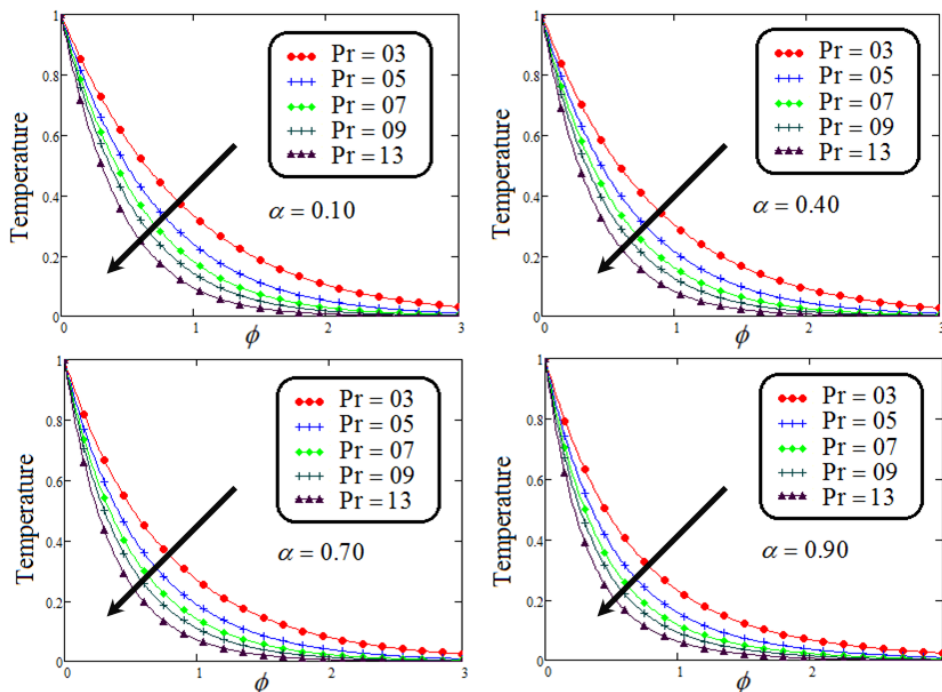 1
0.8
0.6
0.4
0.2
0
Temperature
Pr = 03
Pr = 05
Pr = 07
Pr = 09
Pr = 13
α = 0.10
0 1 2 3
ϕ
1
0.8
0.6
0.4
0.2
0
Temperature
Pr = 03
Pr = 05
Pr = 07
Pr = 09
Pr = 13
α = 0.40
0 1 2 3
ϕ
1
0.8
0.6
0.4
0.2
0
Temperature
Pr = 03
Pr = 05
Pr = 07
Pr = 09
Pr = 13
α = 0.70
0 1 2 3
ϕ
1
0.8
0.6
0.4
0.2
0
Temperature
Pr = 03
Pr = 05
Pr = 07
Pr = 09
Pr = 13
α = 0.90
0 1 2
ϕ